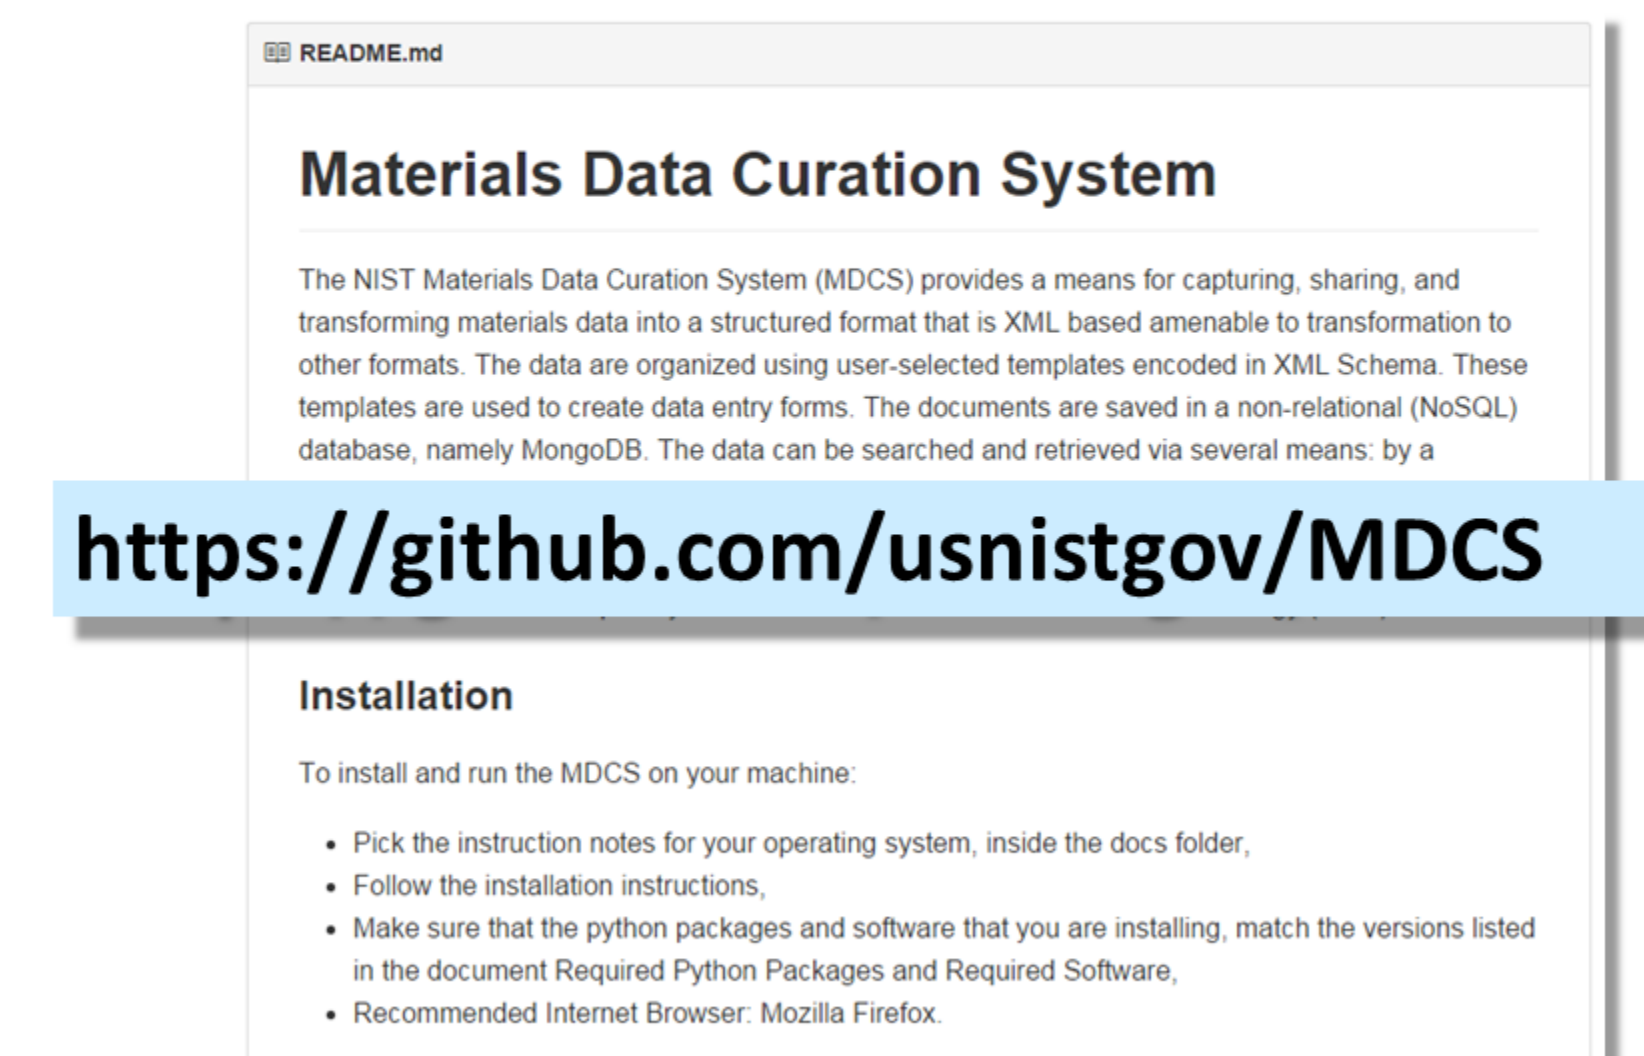 README.md
Materials Data Curation System
The NIST Materials Data Curation System (MDCS) provides a means for capturing, sharing, and
transforming materials data into a structured format that is XML based amenable to transformation to
other formats. The data are organized using user-selected templates encoded in XML Schema. These
templates are used to create data entry forms. The documents are saved in a non-relational (NoSQL)
database, namely MongoDB. The data can be searched and retrieved via several means: by a
https://github.com/usnistgov/MDCS
Installation
To install and run the MDCS on your machine:
• Pick the instruction notes for your operating system, inside the docs folder,
• Follow the installation instructions,
• Make sure that the python packages and software that you are installing, match the versions listed
in the document Required Python Packages and Required Software,
• Recommended Internet Browser: Mozilla Firefox.